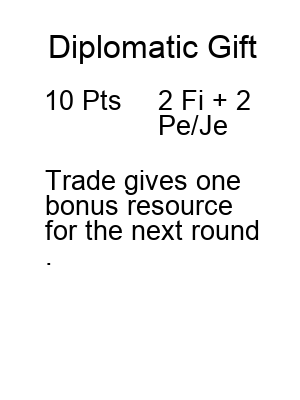 Diplomatic Gift
10 Pts 2 Fi + 2
Pe/Je
Trade gives one
bonus resource
for the next round
.